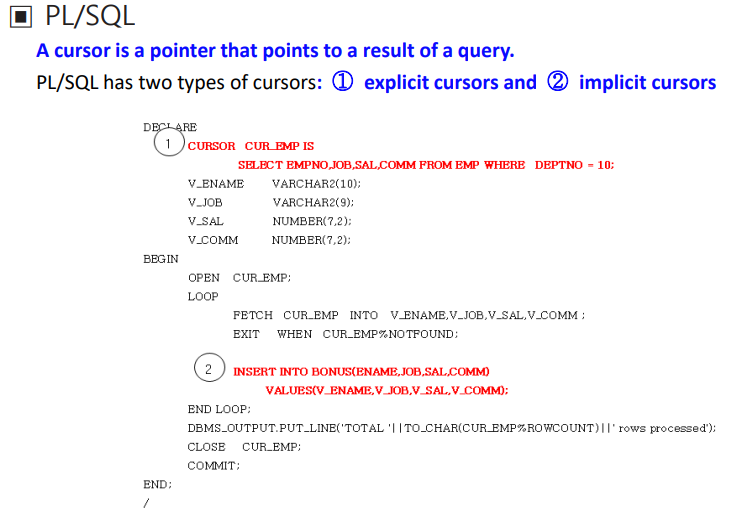 PL/SQL
A cursor is a pointer that points to a result of a query.
PL/SQL has two types of cursors: ① explicit cursors and ② implicit cursors
DECLARE
1 CURSOR CUR_EMP IS
SELECT EMPNO,JOB,SAL,COMM FROM EMP WHERE DEPTNO = 10;
V_ENAME VARCHAR2(10);
V_JOB VARCHAR2(9);
V_SAL NUMBER(7,2);
V_COMM NUMBER(7,2);
BEGIN
OPEN CUR_EMP;
LOOP
FETCH CUR_EMP INTO V_ENAME,V_JOB,V_SAL,V_COMM ;
EXIT WHEN CUR_EMP%NOTFOUND;
2 INSERT INTO BONUS(ENAME,JOB,SAL,COMM)
VALUES(V_ENAME,V_JOB,V_SAL,V_COMM);
END LOOP;
DBMS_OUTPUT.PUT_LINE('TOTAL '||TO_CHAR(CUR_EMP%ROWCOUNT)||' rows processed');
CLOSE CUR_EMP;
COMMIT;
END;
/